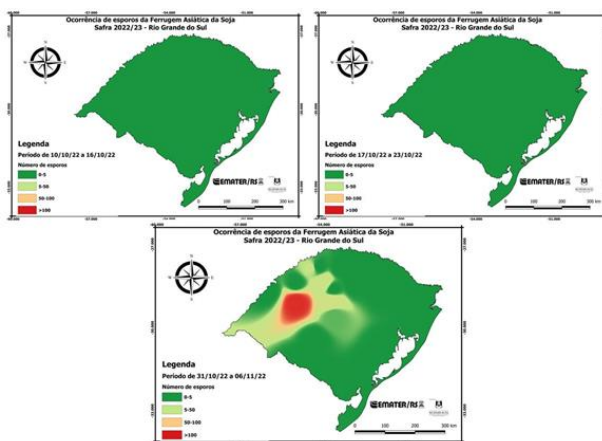 Ocorrência de esporos da Ferrugem Asiática da Soja
Safra 2022/23 - Rio Grande do Sul
Legenda
Período de 10/10/22 a 16/10/22
Número de esporos
0-5
5-50
50-100
>100
EMATER/RS
0 100 200 300 km
Ocorrência de esporos da Ferrugem Asiática da Soja
Safra 2022/23 - Rio Grande do Sul
Legenda
Período de 17/10/22 a 23/10/22
Número de esporos
0-5
5-50
50-100
>100
EMATER/RS
0 100 200 300 km
Ocorrência de esporos da Ferrugem Asiática da Soja
Safra 2022/23 - Rio Grande do Sul
Legenda
Período de 31/10/22 a 06/11/22
Número de esporos
0-5
5-50
50-100
>100
EMATER/RS
0 100 200 300 km